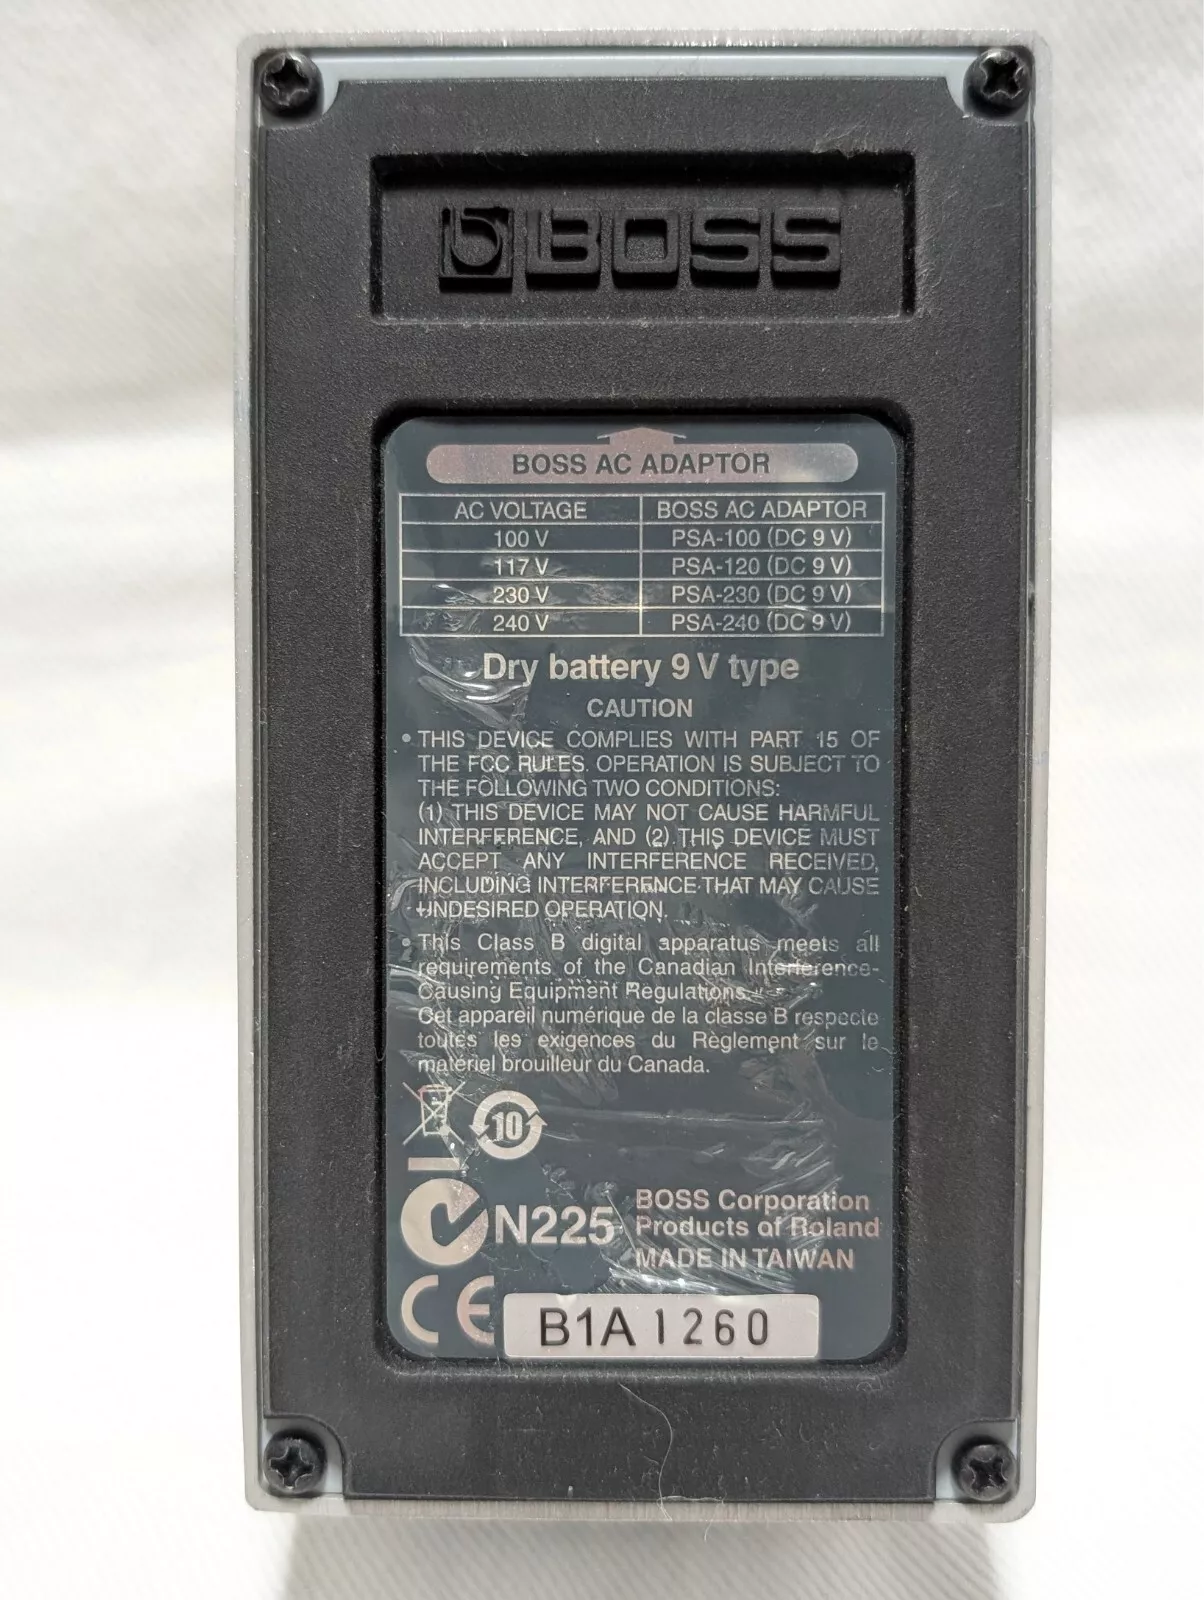 BOSS
BOSS AC ADAPTOR
AC VOLTAGE BOSS AC ADAPTOR
100 V PSA-100 (DC 9 V)
117 V PSA-120 (DC 9 V)
230 V PSA-230 (DC 9 V)
240 V PSA-240 (DC 9 V)
Dry battery 9 V type
CAUTION
• THIS DEVICE COMPLIES WITH PART 15 OF
THE FCC RULES. OPERATION IS SUBJECT TO
THE FOLLOWING TWO CONDITIONS:
(1) THIS DEVICE MAY NOT CAUSE HARMFUL
INTERFERENCE, AND (2) THIS DEVICE MUST
ACCEPT ANY INTERFERENCE RECEIVED,
INCLUDING INTERFERENCE THAT MAY CAUSE
UNDESIRED OPERATION.
• This Class B digital apparatus meets all
requirements of the Canadian Interference-
Causing Equipment Regulations.
Cet appareil numérique de la classe B respecte
toutes les exigences du Règlement sur le
matériel brouilleur du Canada.
10
N225
BOSS Corporation
Products of Roland
MADE IN TAIWAN
CE
B1A 1260